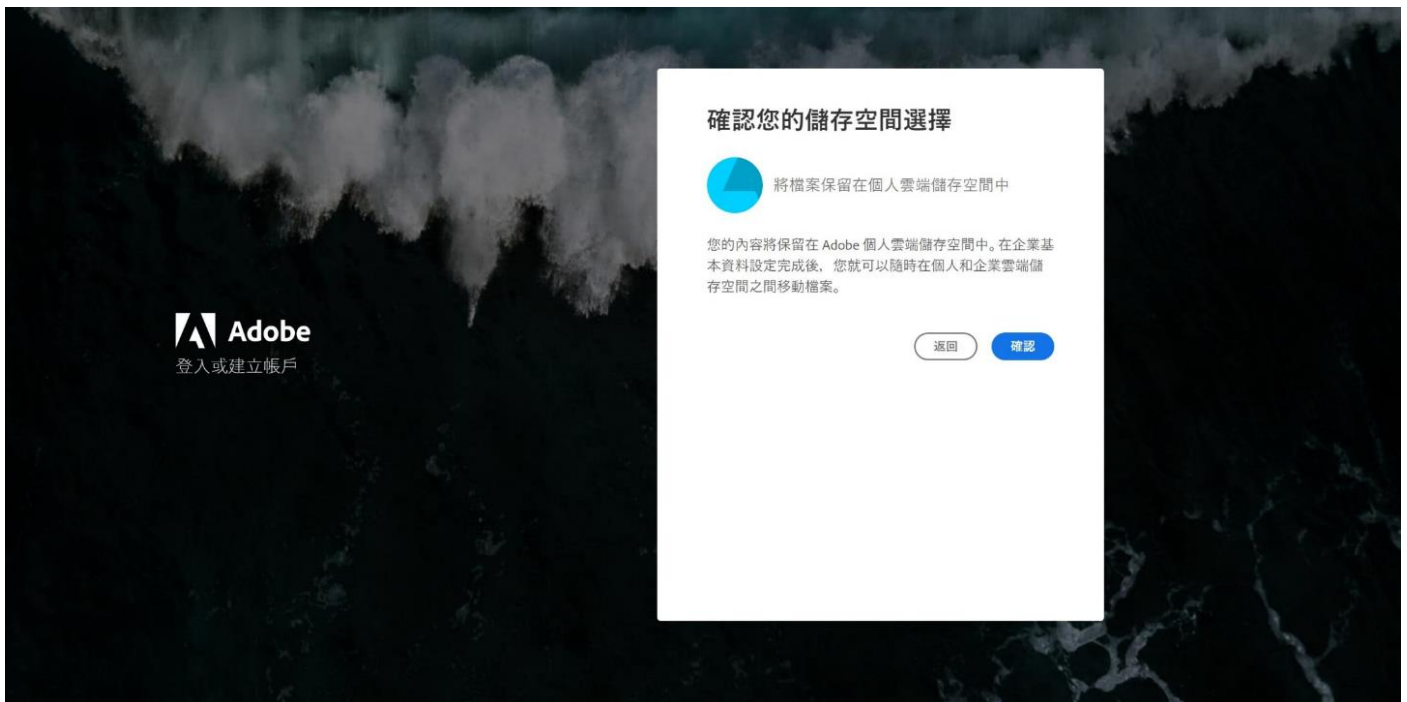 Adobe
登入或建立帳戶
確認您的儲存空間選擇
將檔案保留在個人雲端儲存空間中
您的內容將保留在 Adobe 個人雲端儲存空間中。在企業基
本資料設定完成後，您就可以隨時在個人和企業雲端儲
存空間之間移動檔案。
返回
確認